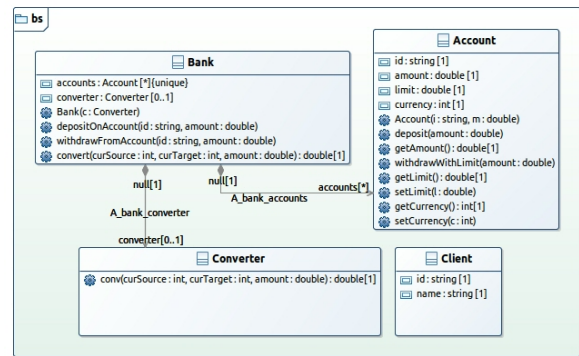 bs
Bank
accounts : Account [*]{unique}
converter : Converter [0..1]
Bank(c : Converter)
depositOnAccount(id : string, amount : double)
withdrawFromAccount(id : string, amount : double)
convert(curSource : int, curTarget : int, amount : double) : double[1]
Account
id : string [1]
amount : double [1]
limit : double [1]
currency : int [1]
Account(i : string, m : double)
deposit(amount : double)
getAmount() : double[1]
withdrawWithLimit(amount : double)
getLimit() : double[1]
setLimit(l : double)
getCurrency() : int[1]
setCurrency(c : int)
null[1]
null[1]
accounts[*]
A_bank_accounts
A_bank_converter
converter[0..1]
Converter
conv(curSource : int, curTarget : int, amount : double) : double[1]
Client
id : string [1]
name : string [1]